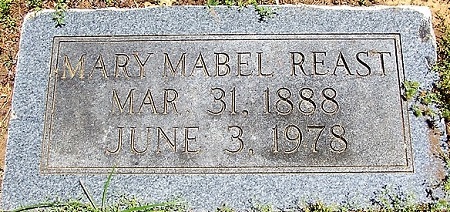 MARY MABEL REAST
MAR 31, 1888
JUNE 3, 1978